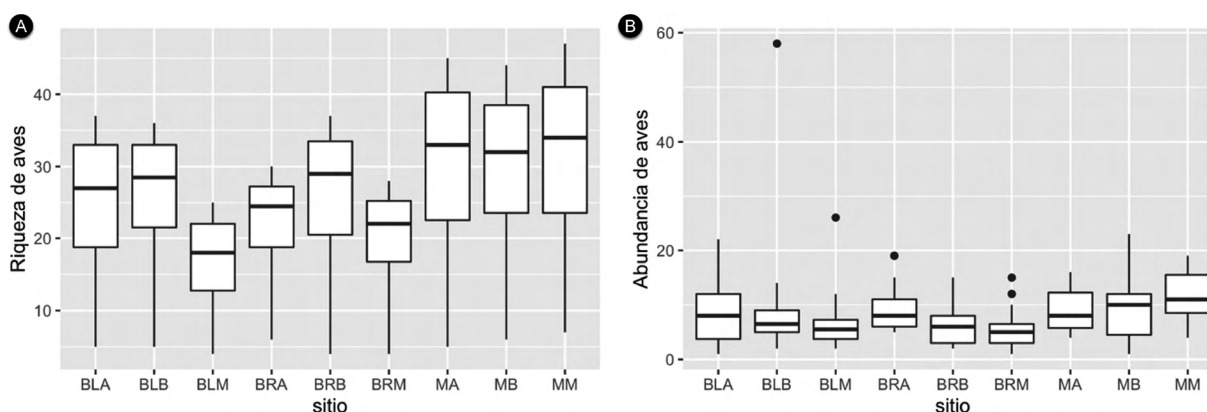 A
Riqueza de aves
40
30
20
10
BLA BLB BLM BRA BRB BRM MA MB MM
sitio
B
Abundancia de aves
60
40
20
0
BLA BLB BLM BRA BRB BRM MA MB MM
sitio